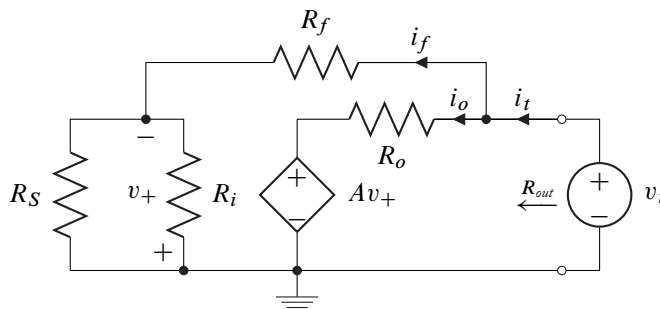 R_f
i_f
− i_o i_t
+ R_o
R_S v_+ R_i Av_+ R_out +
− −
+